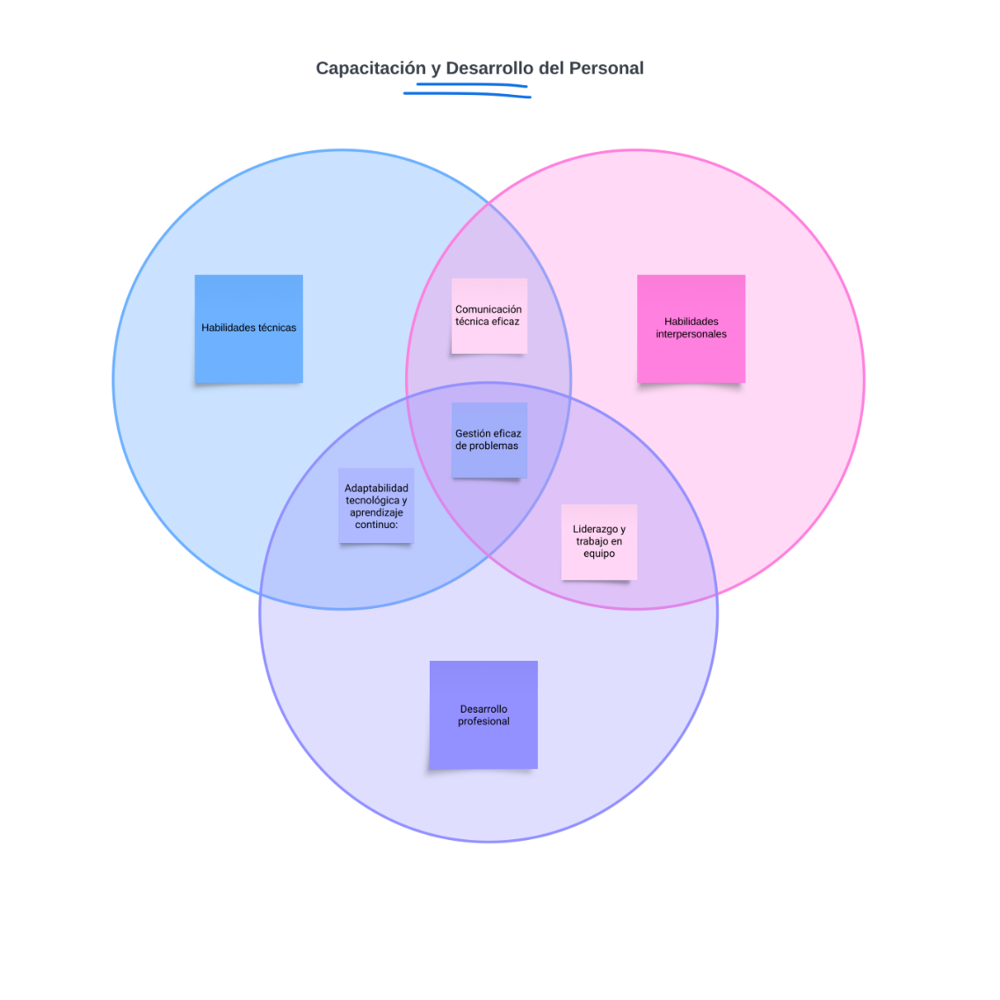 Capacitación y Desarrollo del Personal
Habilidades técnicas
Comunicación
técnica eficaz
Habilidades
interpersonales
Gestión eficaz
de problemas
Adaptabilidad
tecnológica y
aprendizaje
continuo:
Liderazgo y
trabajo en
equipo
Desarrollo
profesional